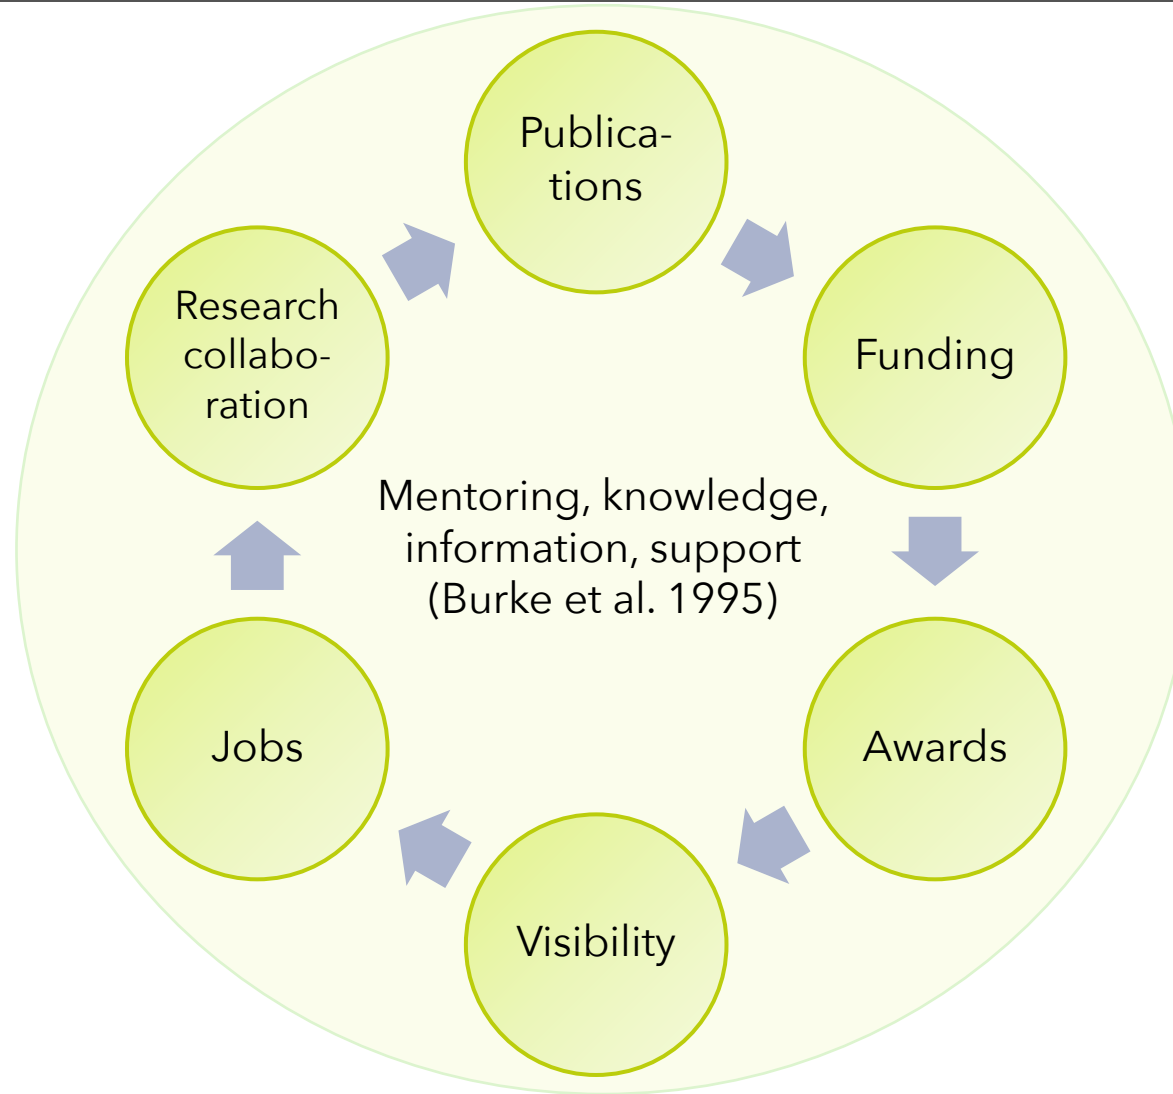 Publica-
tions
Funding
Awards
Visibility
Jobs
Research
collabo-
ration
Mentoring, knowledge,
information, support
(Burke et al. 1995)